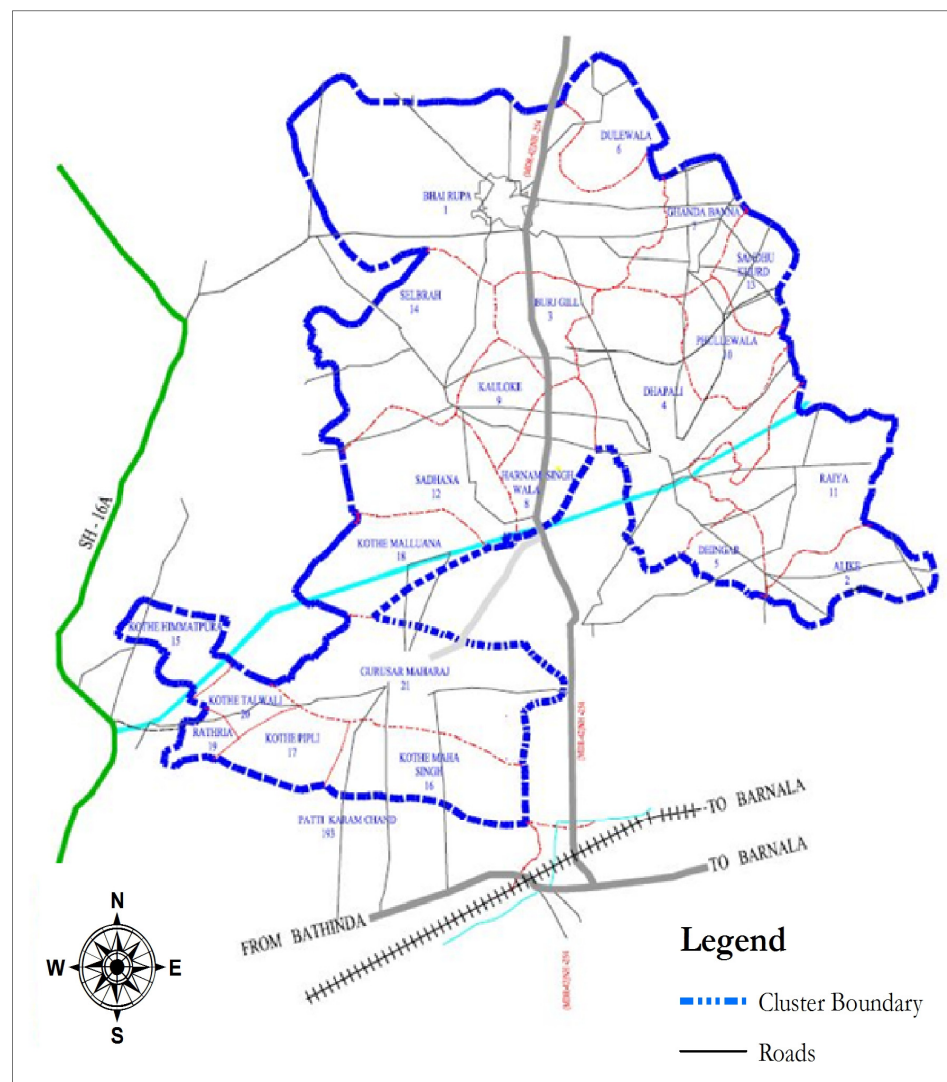 DULEWALA
6
BHAI RUPA
1
GHANDA BANNA
SANDHU
KHURD
13
SELBRAH
14
BURJ GILL
3
PHULLEWALA
10
KAULOKE
9
DHAPALI
4
SADHANA
12
HARNAM SINGH
WALA
8
RAIYA
11
KOTHE MALLUANA
18
DHINGAR
5
ALIKE
2
SH - 16A
KOTHE HIMMATPURA
15
GURUSAR MAHARAJ
21
KOTHE TALWALI
20
RATHRIA
19
KOTHE PIPLI
17
KOTHE MAHA
SINGH
16
PATTI KARAM CHAND
193
TO BARNALA
TO BARNALA
FROM BATHINDA
N
W
E
S
Legend
Cluster Boundary
Roads